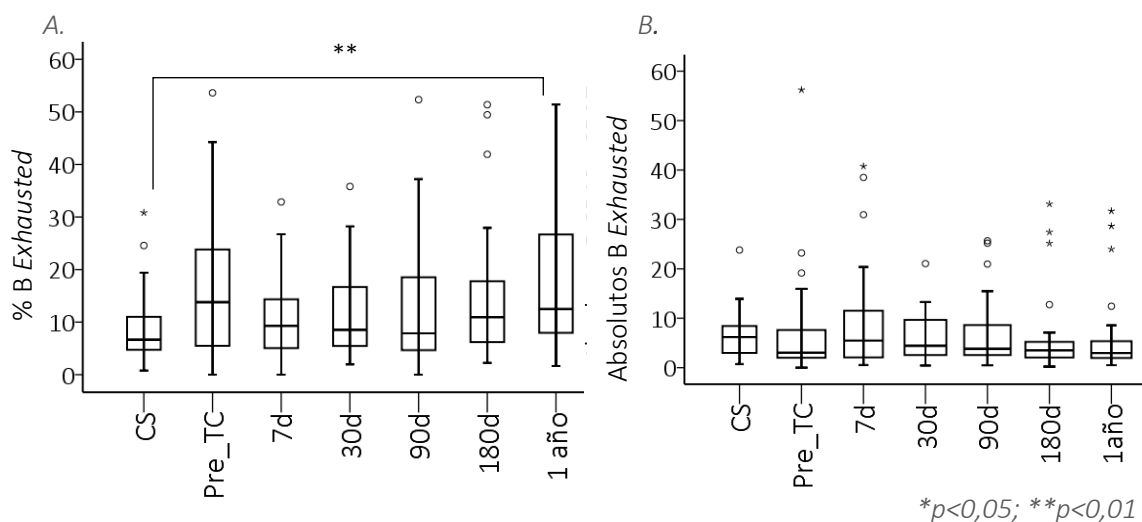 A.
**
60
50
40
30
20
10
0
% B Exhausted
CS
Pre_TC
7d
30d
90d
180d
1 año
B.
60
50
40
30
20
10
0
Absolutos B Exhausted
CS
Pre_TC
7d
30d
90d
180d
1año
*p<0,05; **p<0,01